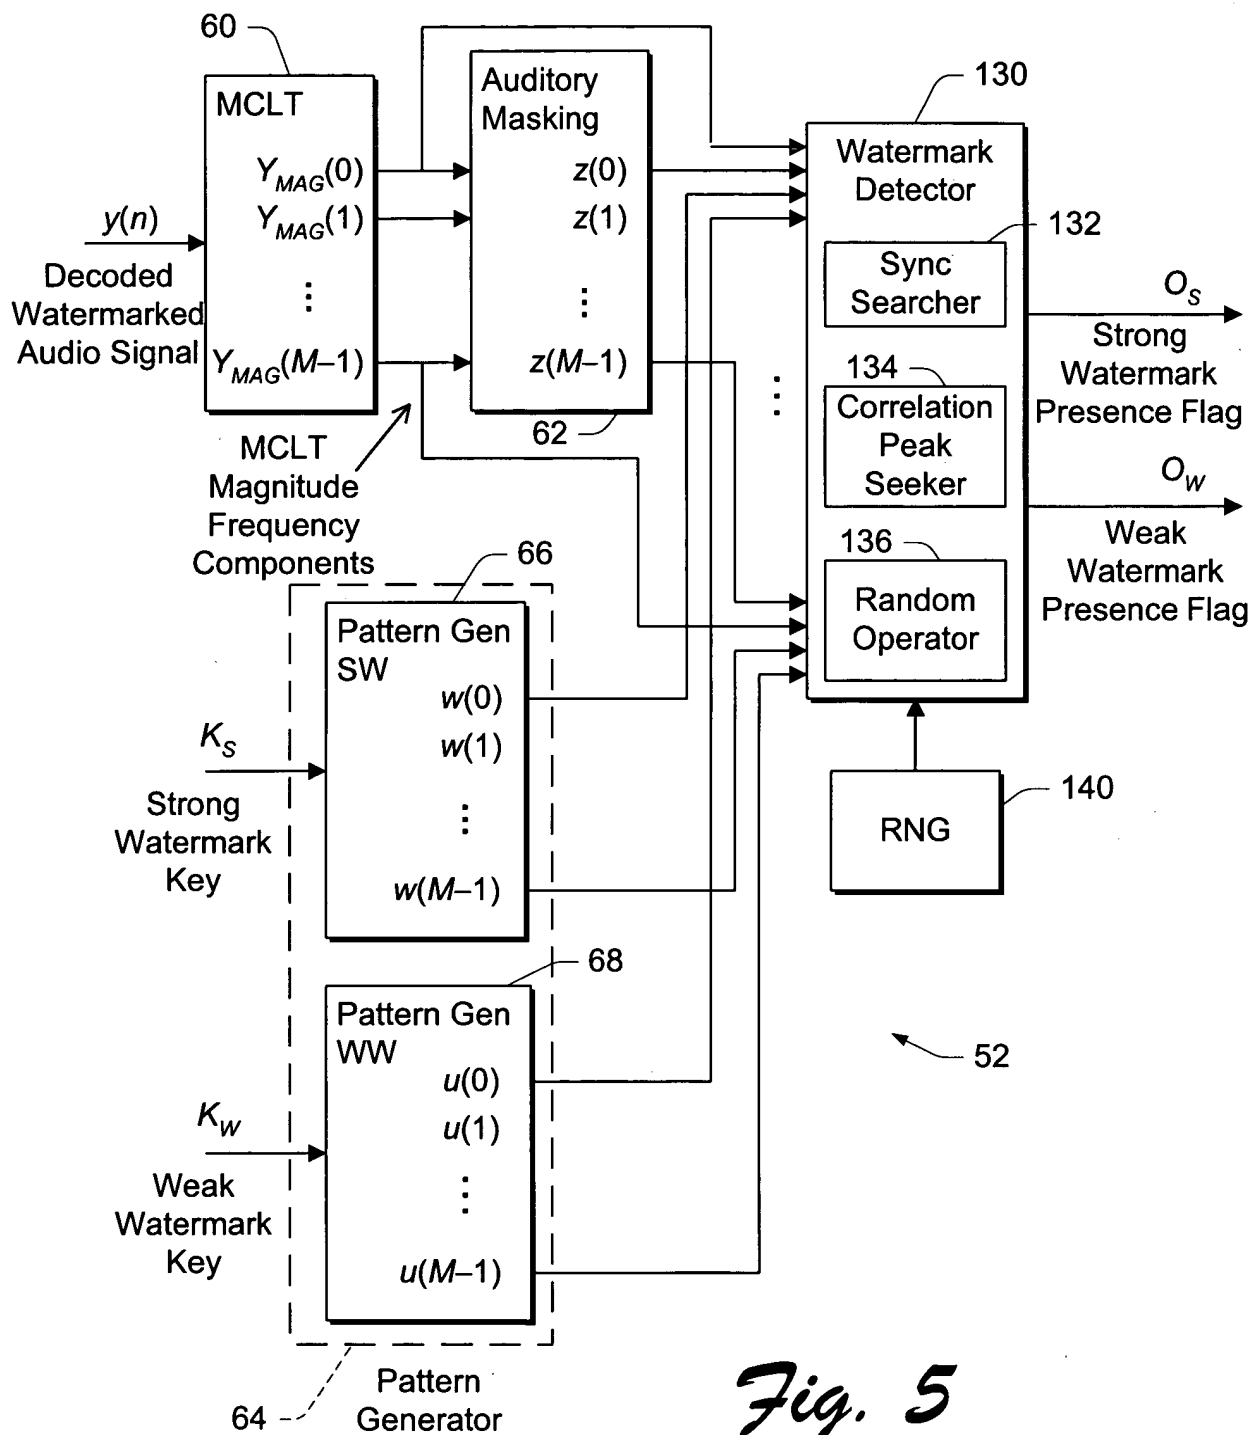 60
MCLT
Y_MAG(0)
Y_MAG(1)
⋮
Y_MAG(M–1)
y(n)
Decoded
Watermarked
Audio Signal
Auditory
Masking
z(0)
z(1)
⋮
z(M–1)
62
MCLT
Magnitude
Frequency
Components
130
Watermark
Detector
132
Sync
Searcher
134
Correlation
Peak
Seeker
136
Random
Operator
⋮
O_S
Strong
Watermark
Presence Flag
O_W
Weak
Watermark
Presence Flag
RNG
140
66
Pattern Gen
SW
w(0)
w(1)
⋮
w(M–1)
K_S
Strong
Watermark
Key
68
Pattern Gen
WW
u(0)
u(1)
⋮
u(M–1)
K_W
Weak
Watermark
Key
52
64
Pattern
Generator
Fig. 5